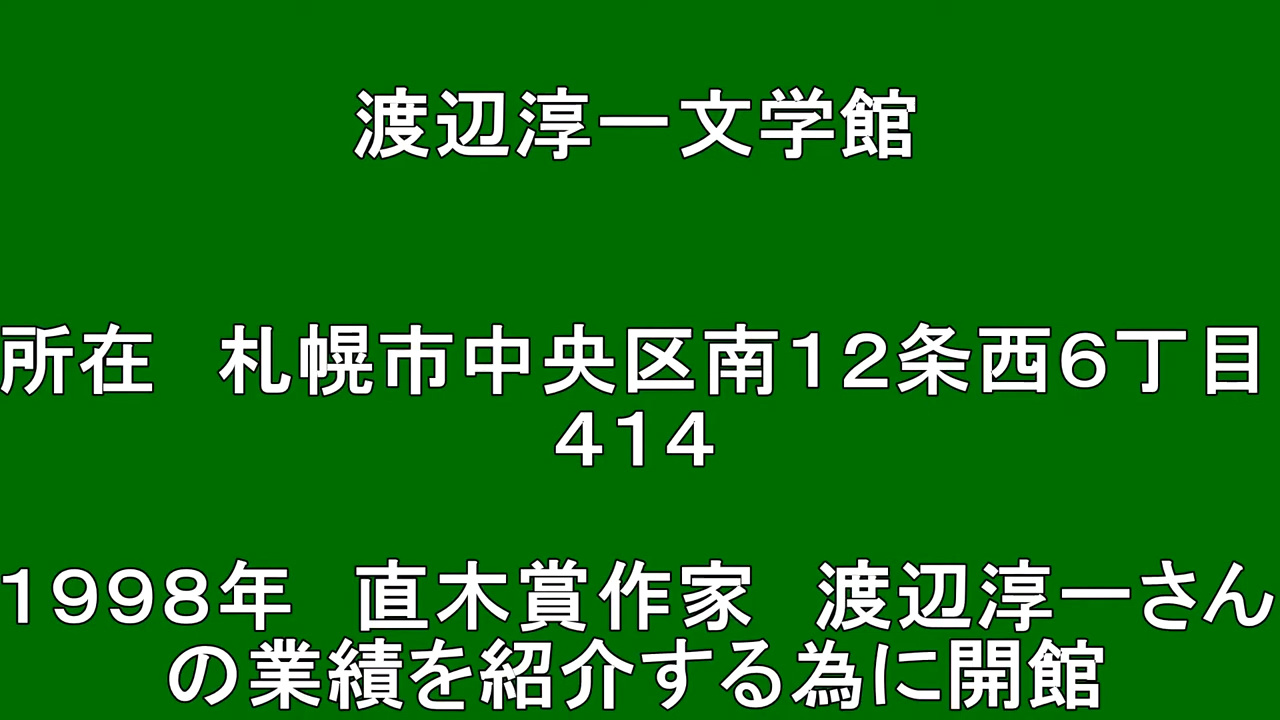 渡辺淳一文学館
所在　札幌市中央区南１２条西６丁目
４１４
１９９８年　直木賞作家　渡辺淳一さん
の業績を紹介する為に開館